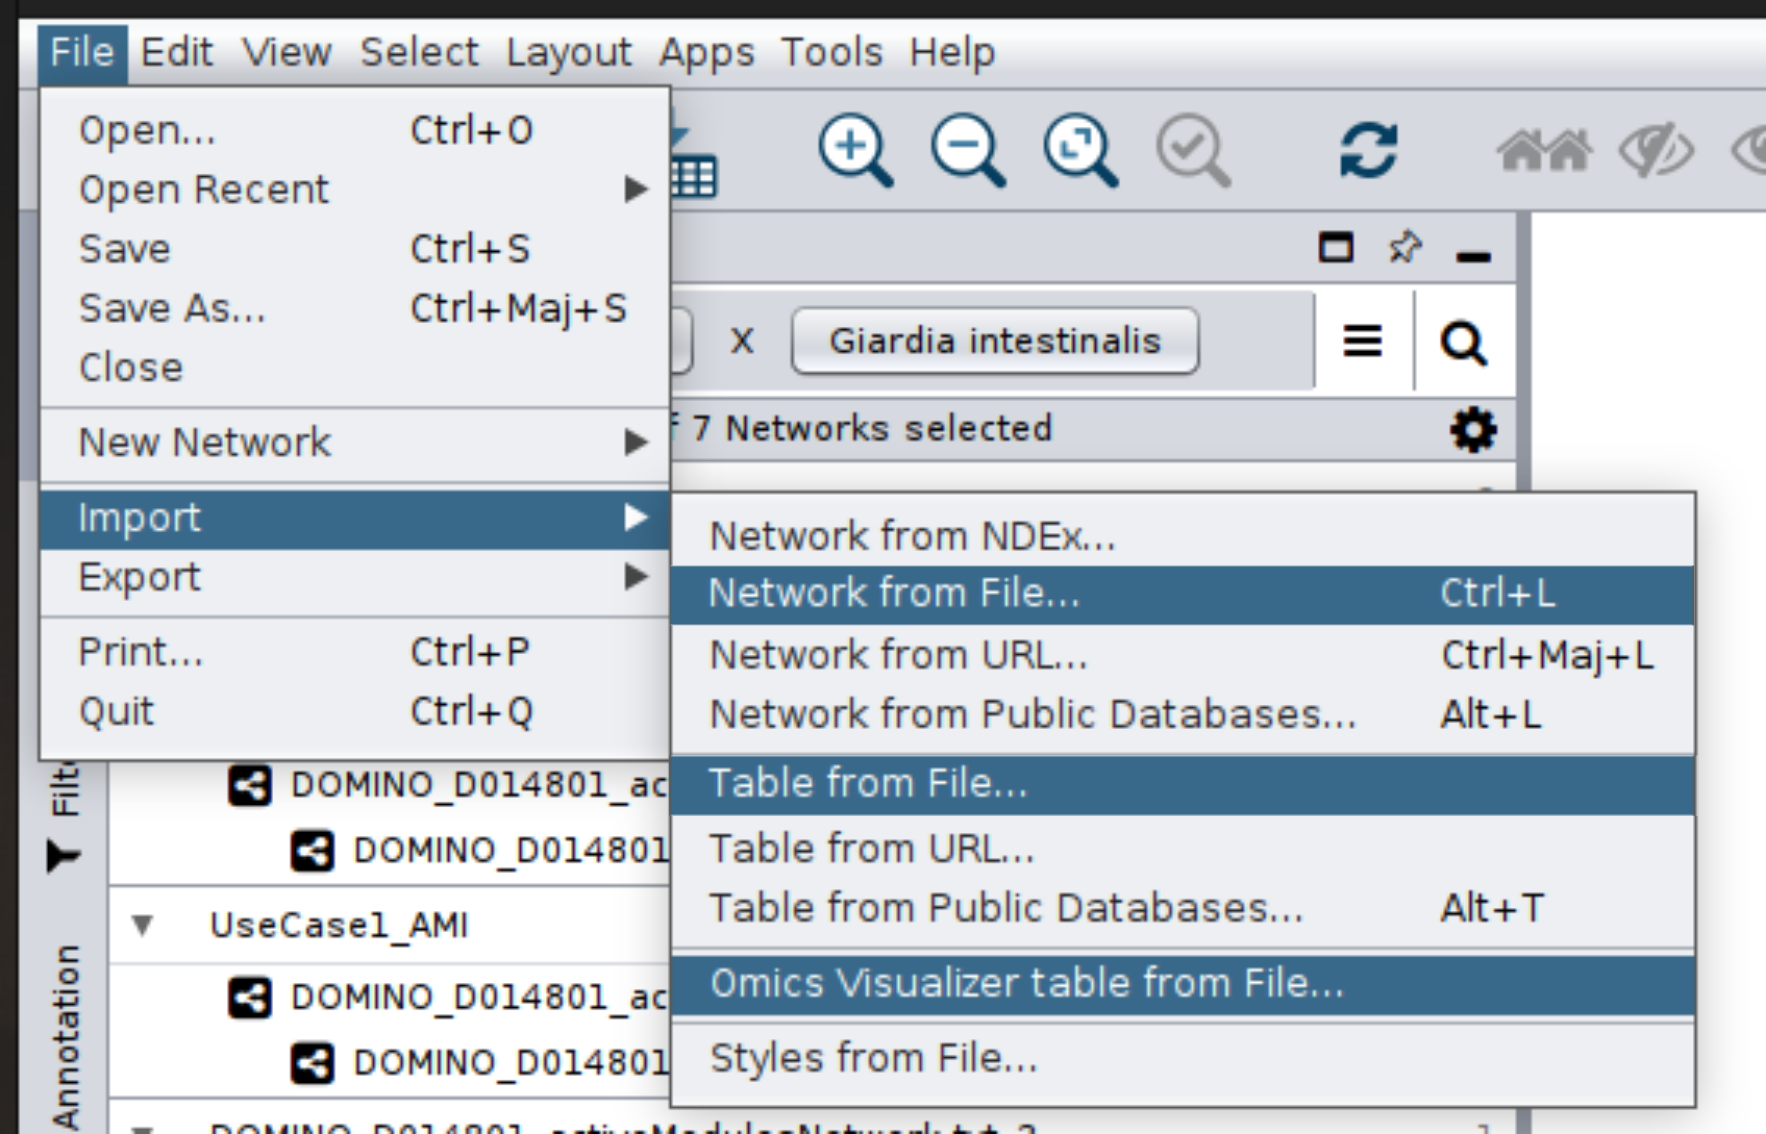 File Edit View Select Layout Apps Tools Help
Open... Ctrl+O
Open Recent
Save Ctrl+S
Save As... Ctrl+Maj+S
Close
New Network
Import
Export
Print... Ctrl+P
Quit Ctrl+Q
X Giardia intestinalis
7 Networks selected
Network from NDEx...
Network from File... Ctrl+L
Network from URL... Ctrl+Maj+L
Network from Public Databases... Alt+L
Table from File...
Table from URL...
Table from Public Databases... Alt+T
Omics Visualizer table from File...
Styles from File...
Filte
Annotation
DOMINO_D014801_ac
DOMINO_D014801
UseCase1_AMI
DOMINO_D014801_ac
DOMINO_D014801